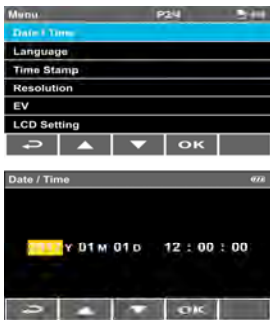 Menu P2/4
Date / Time
Language
Time Stamp
Resolution
EV
LCD Setting
OK
Date / Time
Y 01 M 01 D 12 : 00 : 00
OK